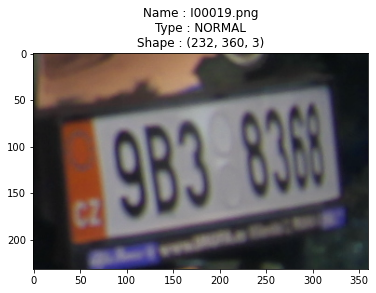 Name : I00019.png
Type : NORMAL
Shape : (232, 360, 3)
0
50
100
150
200
9B3 8368
CZ
0 50 100 150 200 250 300 350